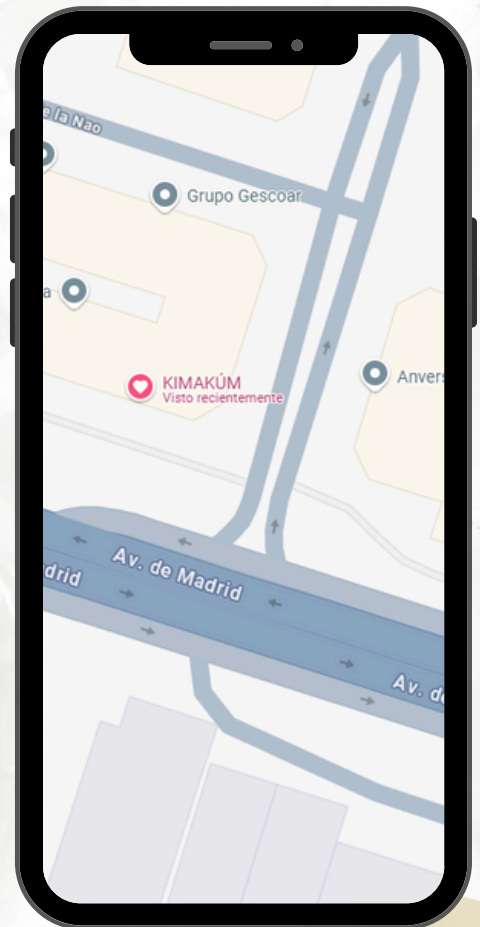 e la Nao
Grupo Gescoar
a
KIMAKÚM
Visto recientemente
Anvers
Av. de Madrid
drid
Av. de